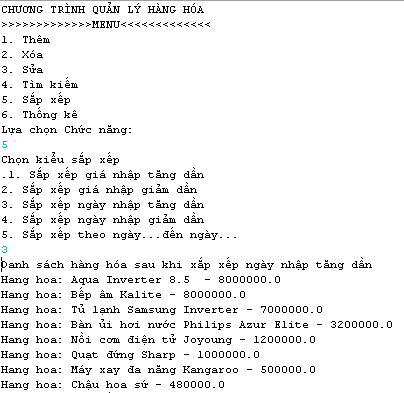 CHƯƠNG TRÌNH QUẢN LÝ HÀNG HÓA
>>>>>>>>>>>>>MENU<<<<<<<<<<<<<
1. Thêm
2. Xóa
3. Sửa
4. Tìm kiếm
5. Sắp xếp
6. Thống kê
Lựa chọn Chức năng:
5
Chọn kiểu sắp xếp
.1. Sắp xếp giá nhập tăng dần
2. Sắp xếp giá nhập giảm dần
3. Sắp xếp ngày nhập tăng dần
4. Sắp xếp ngày nhập giảm dần
5. Sắp xếp theo ngày...đến ngày...
3
Danh sách hàng hóa sau khi xắp xếp ngày nhập tăng dần
Hang hoa: Aqua Inverter 8.5  - 8000000.0
Hang hoa: Bếp âm Kalite - 8000000.0
Hang hoa: Tủ lạnh Samsung Inverter - 7000000.0
Hang hoa: Bàn ủi hơi nước Philips Azur Elite - 3200000.0
Hang hoa: Nồi cơm điện tử Joyoung - 1200000.0
Hang hoa: Quạt đứng Sharp - 1000000.0
Hang hoa: Máy xay đa năng Kangaroo - 500000.0
Hang hoa: Chậu hoa sứ - 480000.0